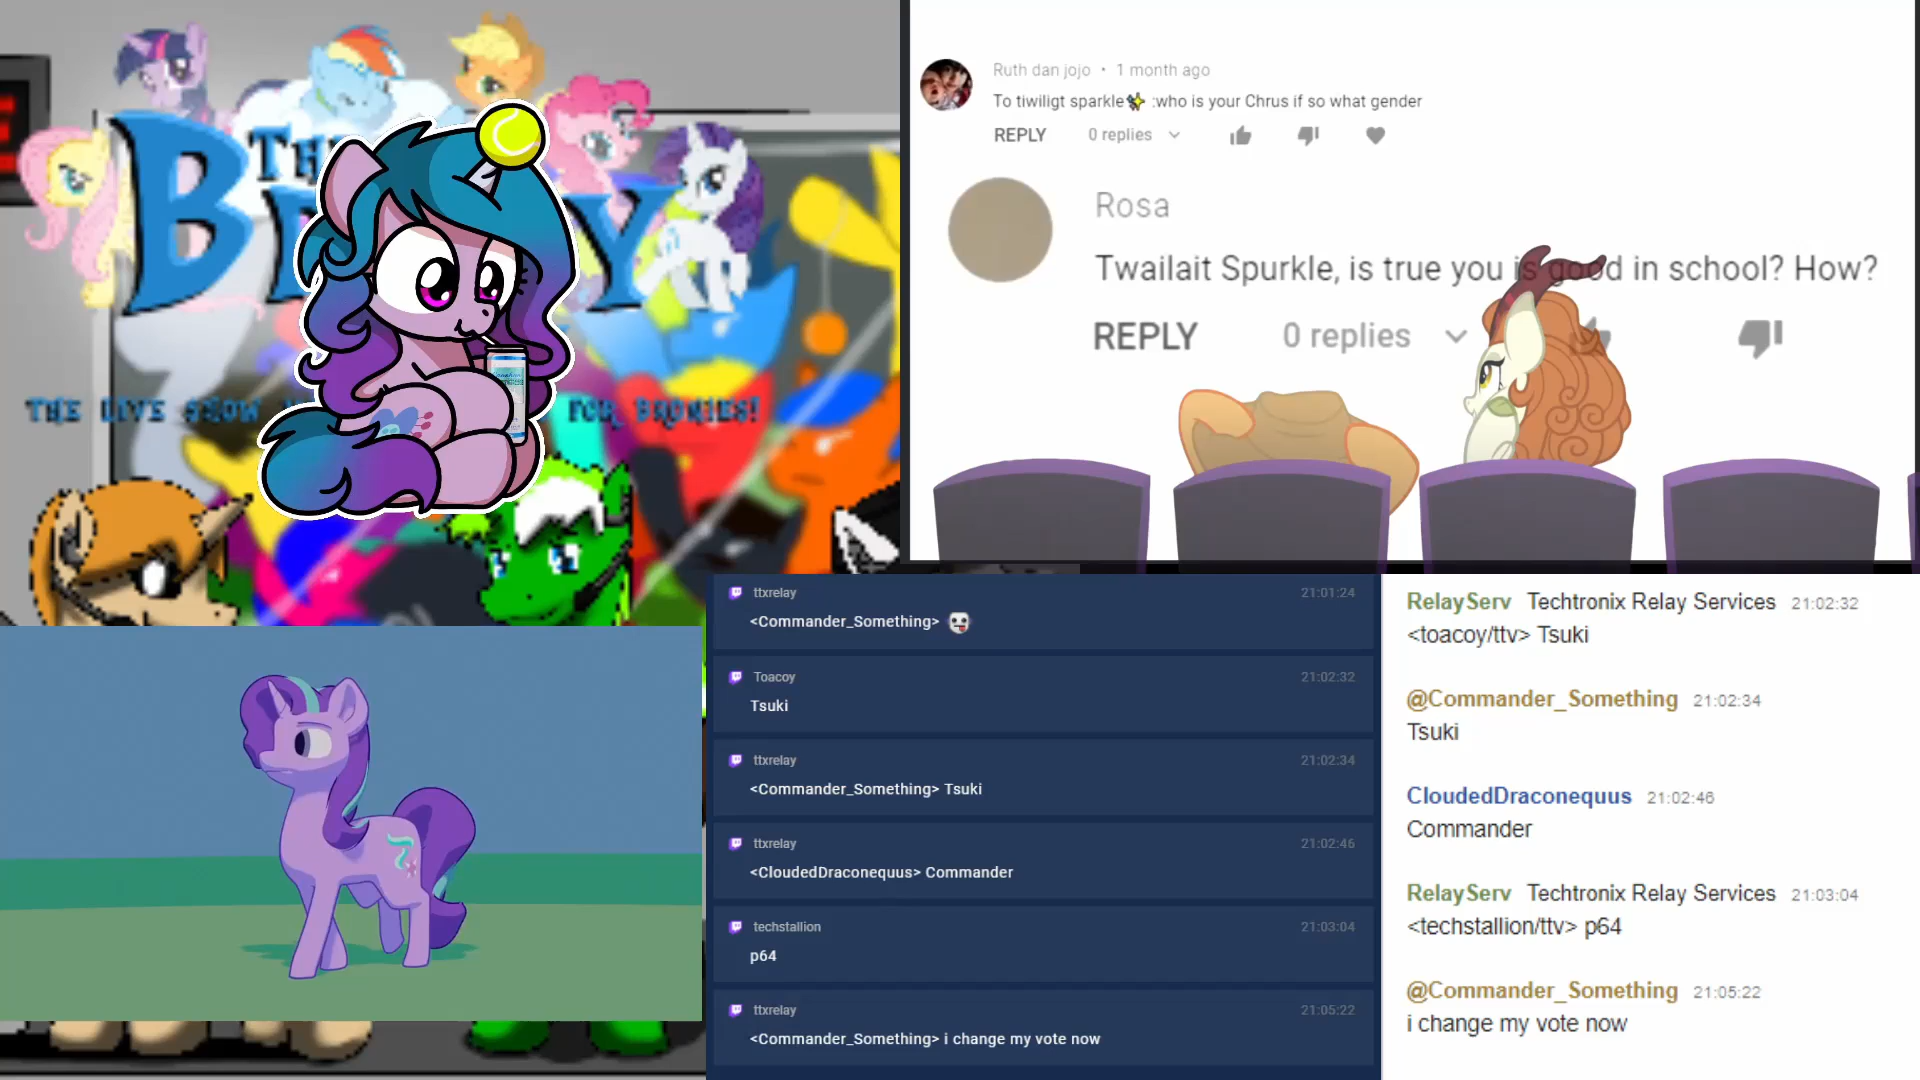 THE LIVE SHOW
FOR BRONIES!
Ruth dan jojo • 1 month ago
To tiwiligt sparkle✨ :who is your Chrus if so what gender
REPLY 0 replies
Rosa
Twailait Spurkle, is true you is good in school? How?
REPLY 0 replies
ttxrelay 21:01:24
<Commander_Something> 🤪
Toacoy 21:02:32
Tsuki
ttxrelay 21:02:34
<Commander_Something> Tsuki
ttxrelay 21:02:46
<CloudedDraconequus> Commander
techstallion 21:03:04
p64
ttxrelay 21:05:22
<Commander_Something> i change my vote now
RelayServ Techtronix Relay Services 21:02:32
<toacoy/ttv> Tsuki
@Commander_Something 21:02:34
Tsuki
CloudedDraconequus 21:02:46
Commander
RelayServ Techtronix Relay Services 21:03:04
<techstallion/ttv> p64
@Commander_Something 21:05:22
i change my vote now